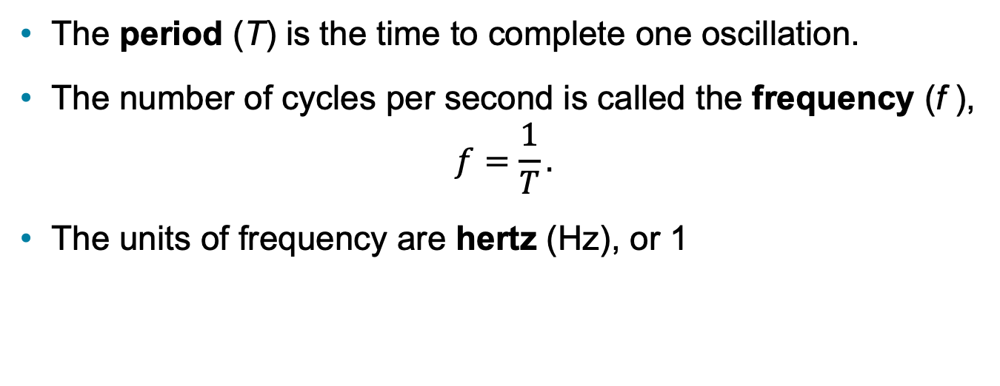 • The period (T) is the time to complete one oscillation.
• The number of cycles per second is called the frequency (f ),
f = 1/T.
• The units of frequency are hertz (Hz), or 1